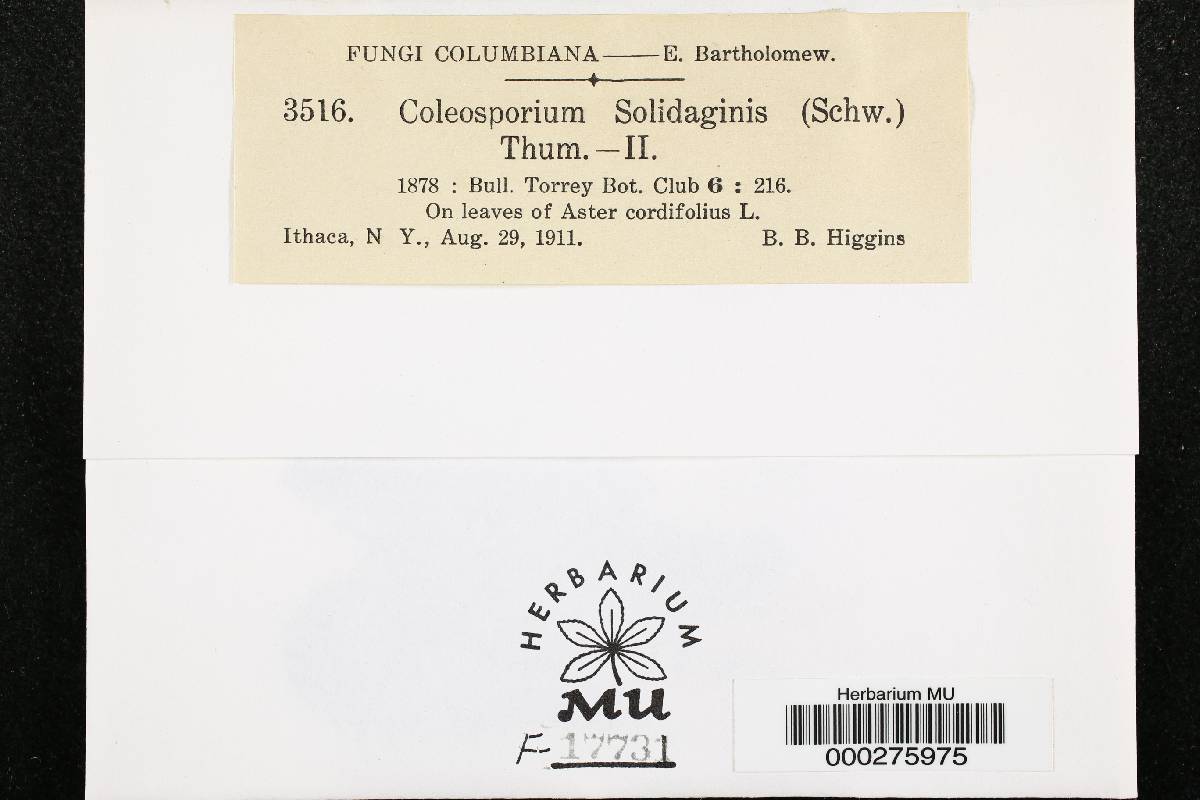 FUNGI COLUMBIANA——E. Bartholomew.
3516. Coleosporium Solidaginis (Schw.)
Thum.—II.
1878 : Bull. Torrey Bot. Club 6 : 216.
On leaves of Aster cordifolius L.
Ithaca, N Y., Aug. 29, 1911. B. B. Higgins
HERBARIUM
MU
F-17731
Herbarium MU
000275975